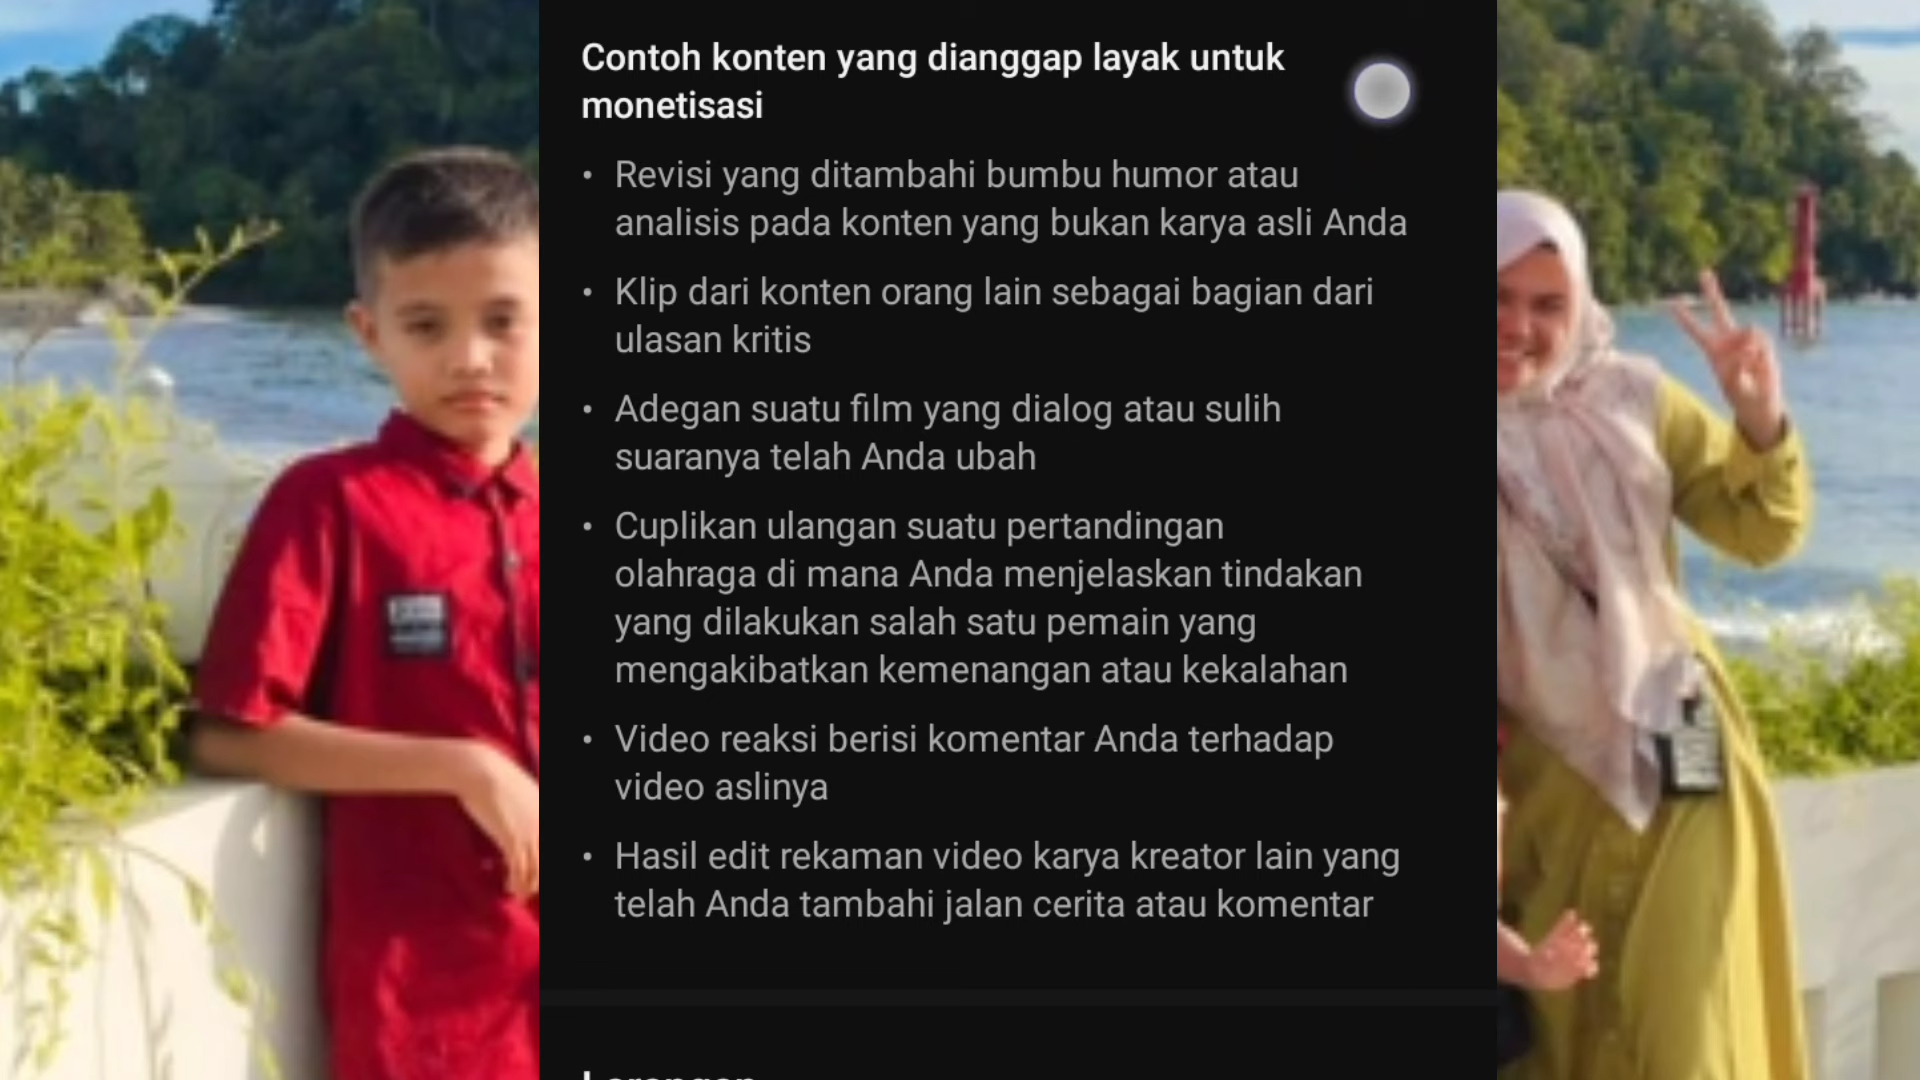 Contoh konten yang dianggap layak untuk
monetisasi
• Revisi yang ditambahi bumbu humor atau
analisis pada konten yang bukan karya asli Anda
• Klip dari konten orang lain sebagai bagian dari
ulasan kritis
• Adegan suatu film yang dialog atau sulih
suaranya telah Anda ubah
• Cuplikan ulangan suatu pertandingan
olahraga di mana Anda menjelaskan tindakan
yang dilakukan salah satu pemain yang
mengakibatkan kemenangan atau kekalahan
• Video reaksi berisi komentar Anda terhadap
video aslinya
• Hasil edit rekaman video karya kreator lain yang
telah Anda tambahi jalan cerita atau komentar